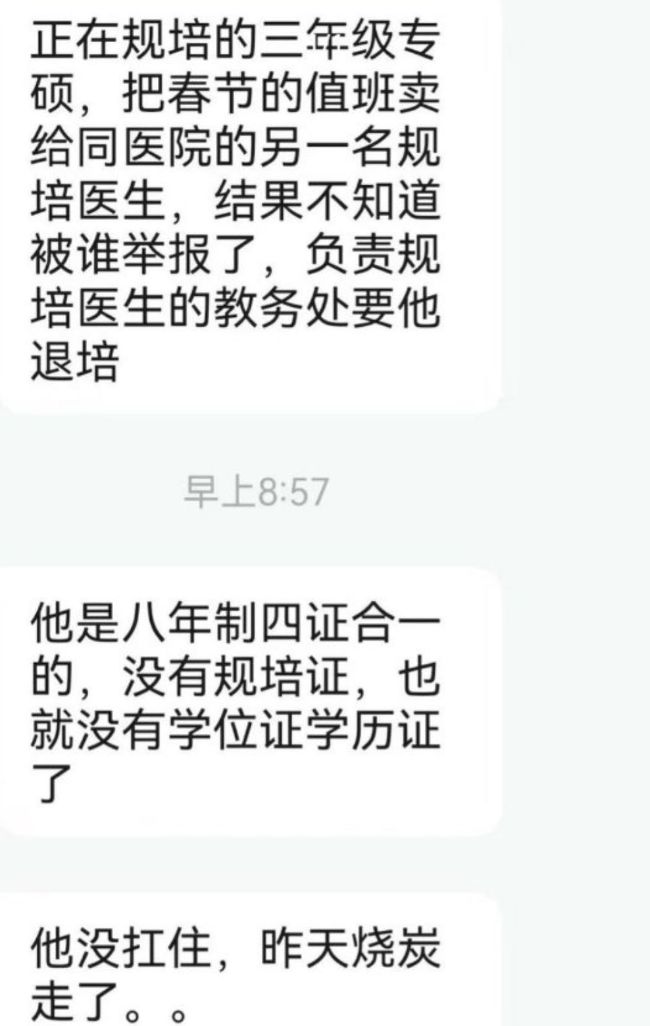 正在规培的三年级专
硕，把春节的值班卖
给同医院的另一名规
培医生，结果不知道
被谁举报了，负责规
培医生的教务处要他
退培
早上8:57
他是八年制四证合一
的，没有规培证，也
就没有学位证学历证
了
他没扛住，昨天烧炭
走了。。